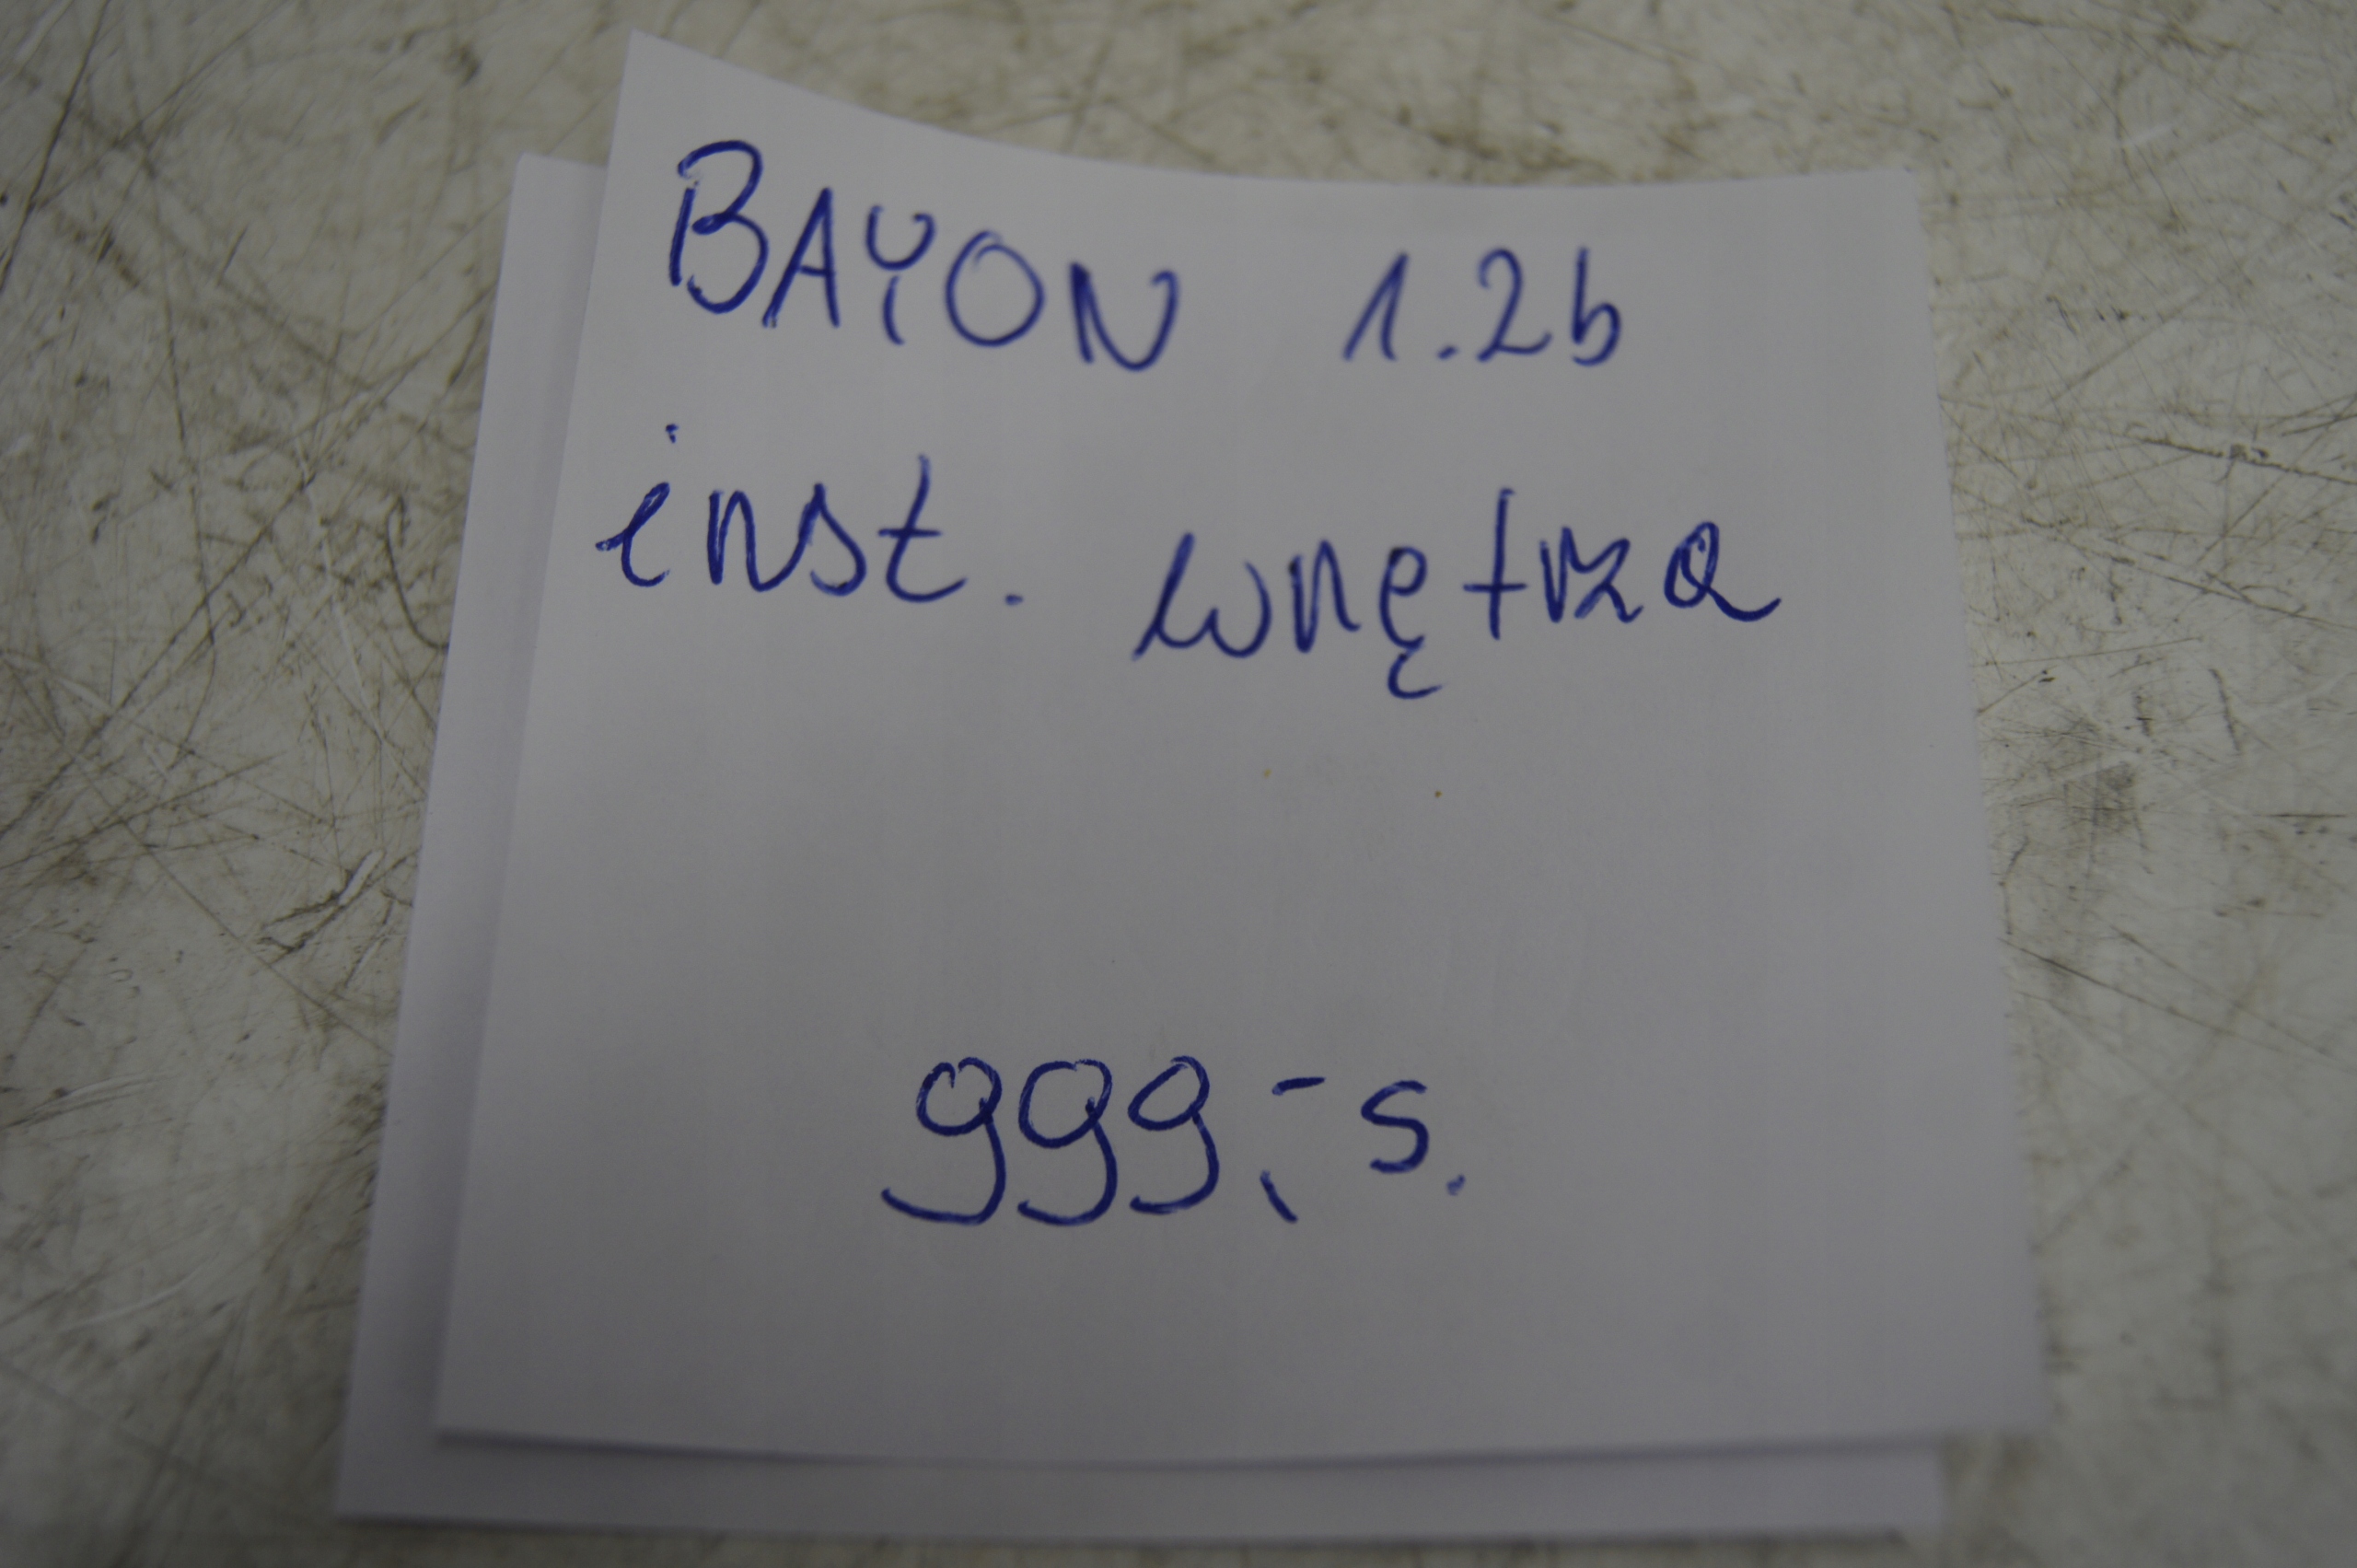 BAYON 1.2b
inst. wnętrza
999,- s.